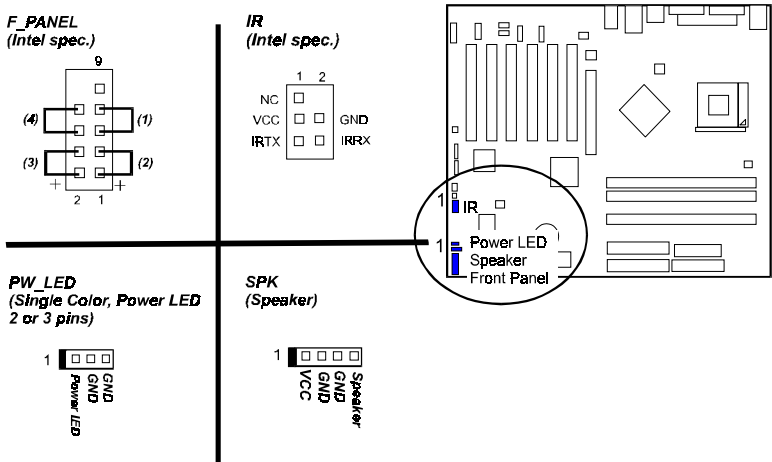 F_PANEL
(Intel spec.)
9
(4)
(1)
(3)
(2)
+
+
2 1
IR
(Intel spec.)
1 2
NC
VCC
GND
IRTX
IRRX
1
IR
1
Power LED
Speaker
Front Panel
PW_LED
(Single Color, Power LED
2 or 3 pins)
1
Power LED
GND
GND
SPK
(Speaker)
1
VCC
GND
GND
Speaker